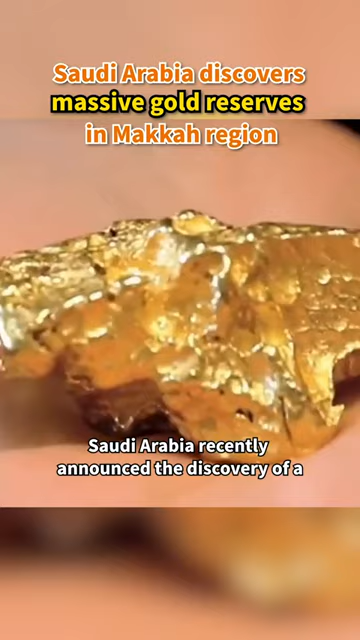 Saudi Arabia discovers
massive gold reserves
in Makkah region
Saudi Arabia recently
announced the discovery of a